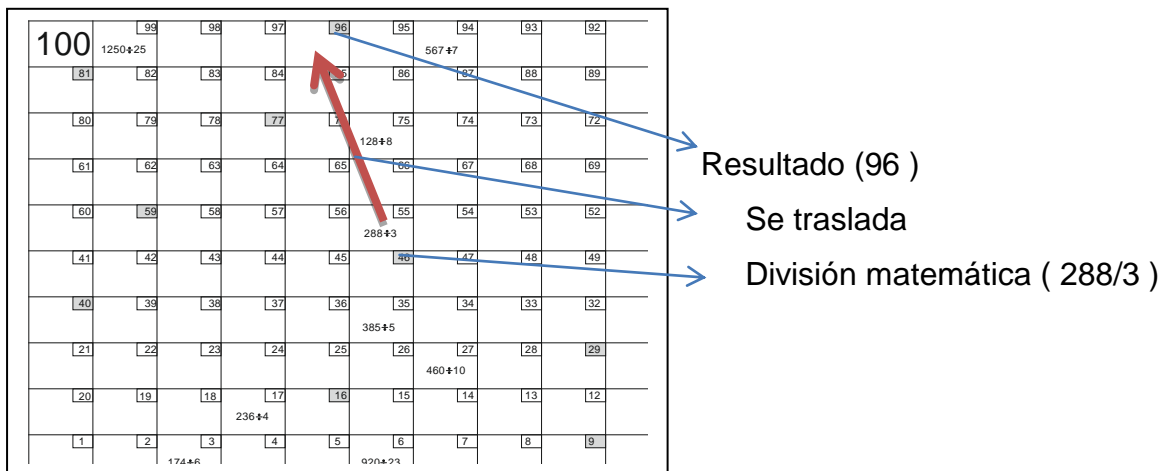 99 98 97 96 95 94 93 92
100 1250÷25 567÷7
81 82 83 84 86 87 88 89
80 79 78 77 75 74 73 72
128÷8
61 62 63 64 65 66 67 68 69
60 59 58 57 56 55 54 53 52
288÷3
41 42 43 44 45 46 47 48 49
40 39 38 37 36 35 34 33 32
385÷5
21 22 23 24 25 26 27 28 29
460÷10
20 19 18 17 16 15 14 13 12
236÷4
1 2 3 4 5 6 7 8 9
174÷6 920÷23
Resultado (96 )
Se traslada
División matemática ( 288/3 )